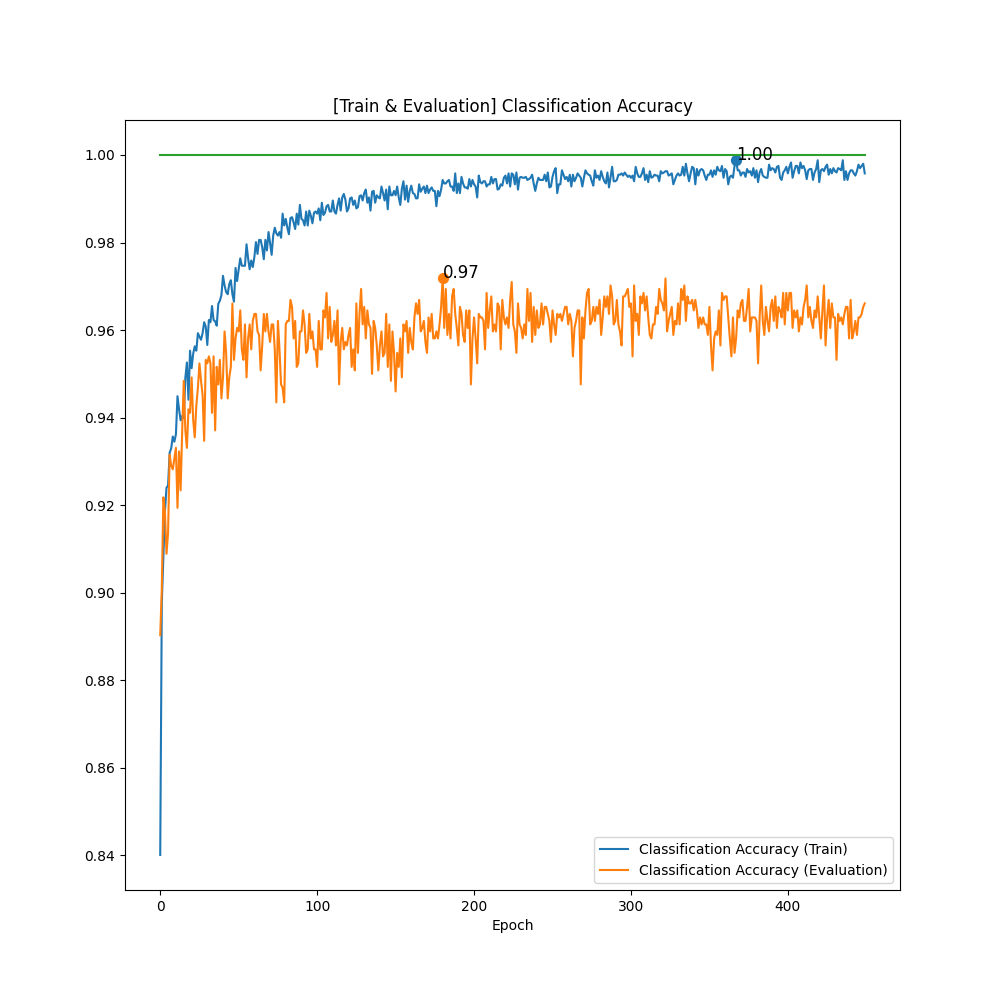 [Train & Evaluation] Classification Accuracy
1.00
1.00
0.98
0.97
0.96
0.94
0.92
0.90
0.88
0.86
0.84
Classification Accuracy (Train)
Classification Accuracy (Evaluation)
0 100 200 300 400
Epoch